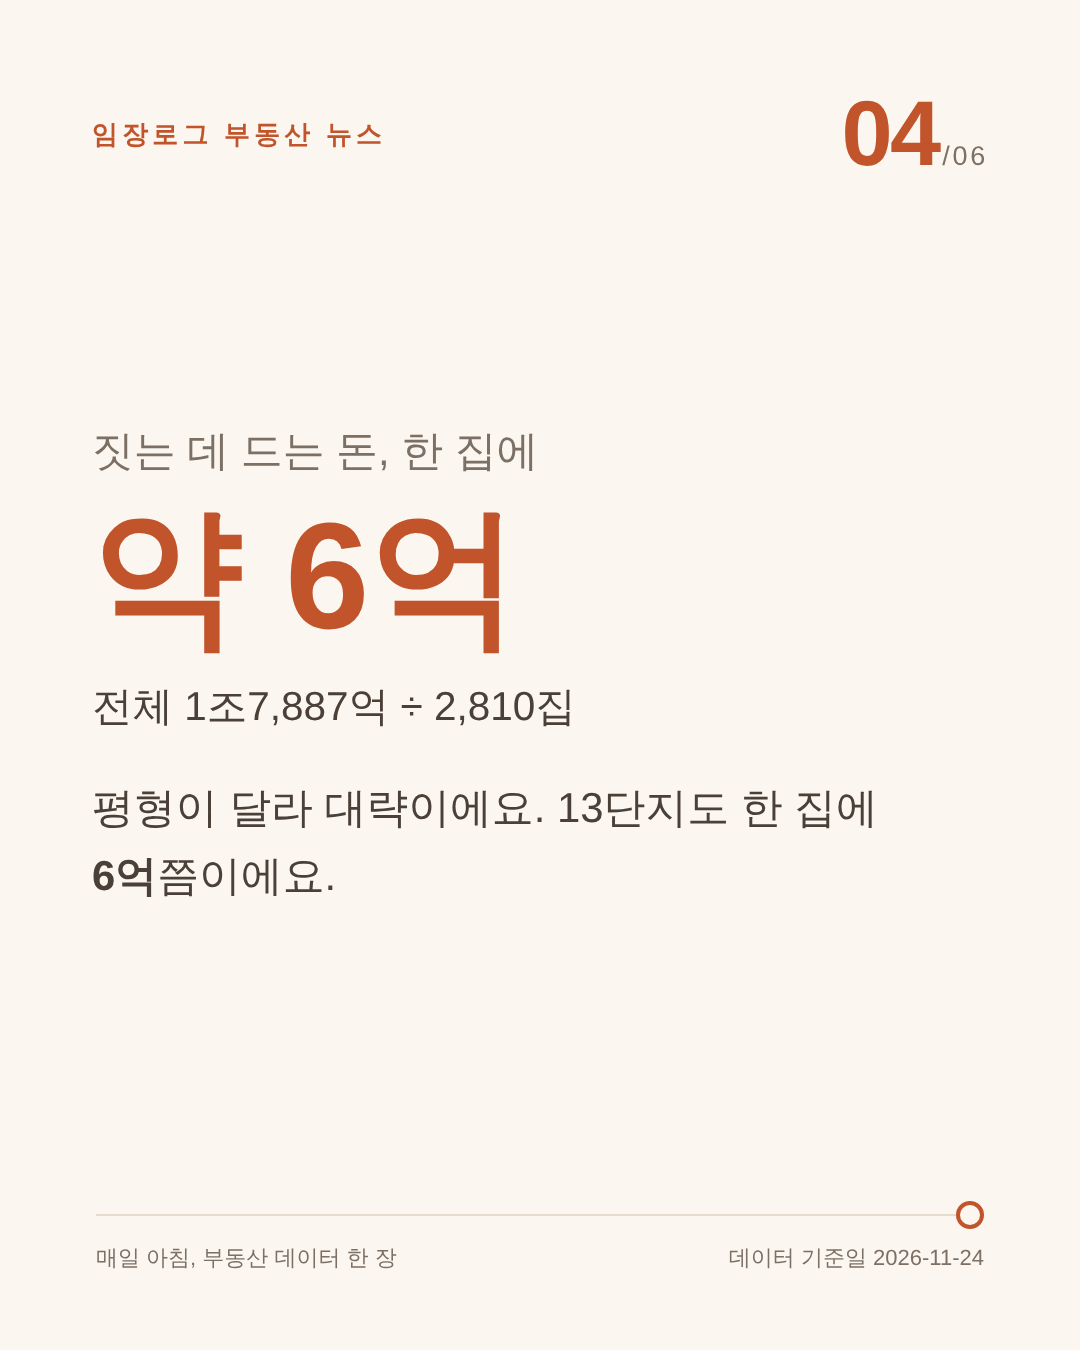 임장로그 부동산 뉴스
04/06
짓는 데 드는 돈, 한 집에
약 6억
전체 1조7,887억 ÷ 2,810집
평형이 달라 대략이에요. 13단지도 한 집에
6억쯤이에요.
매일 아침, 부동산 데이터 한 장
데이터 기준일 2026-11-24